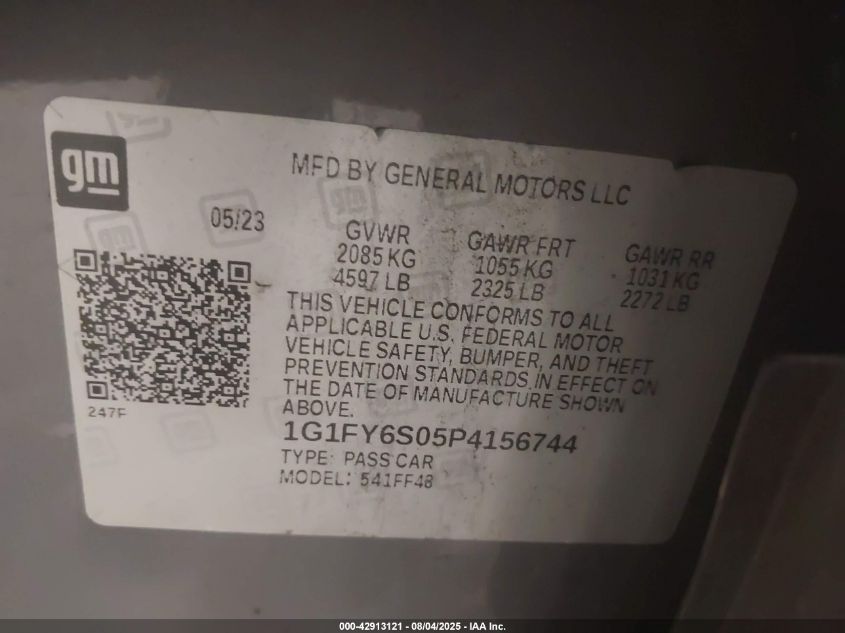 gm
MFD BY GENERAL MOTORS LLC
05/23
GVWR
2085 KG
4597 LB
GAWR FRT
1055 KG
2325 LB
GAWR RR
1031 KG
2272 LB
THIS VEHICLE CONFORMS TO ALL
APPLICABLE U.S. FEDERAL MOTOR
VEHICLE SAFETY, BUMPER, AND THEFT
PREVENTION STANDARDS IN EFFECT ON
THE DATE OF MANUFACTURE SHOWN
ABOVE.
247F
1G1FY6S05P4156744
TYPE: PASS CAR
MODEL: 541FF48
000-42913121 - 08/04/2025 - IAA Inc.